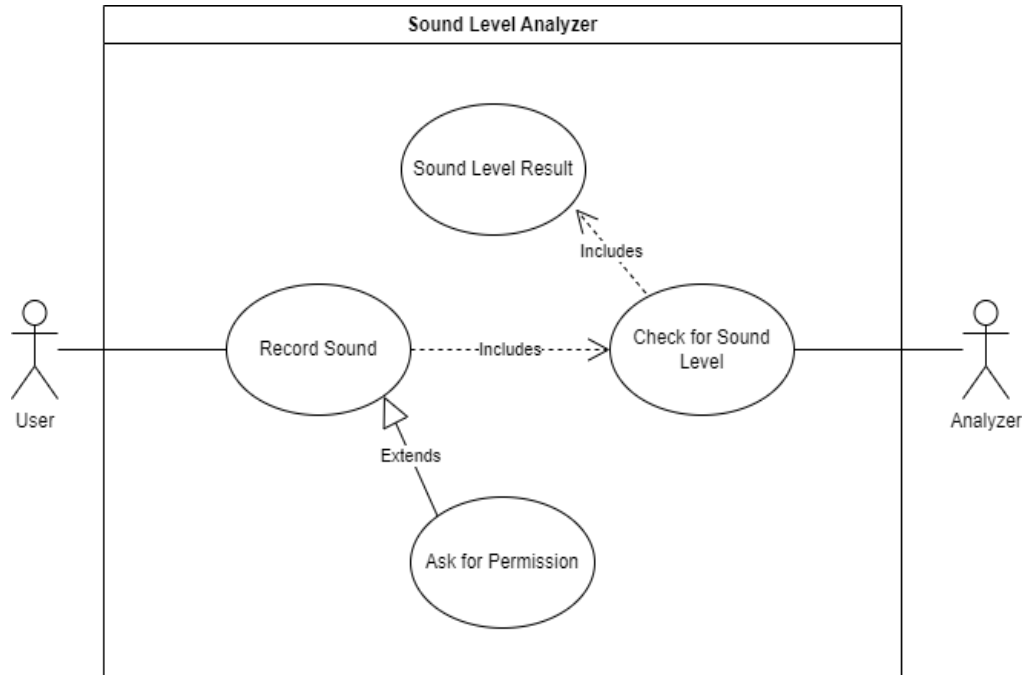 Sound Level Analyzer
Sound Level Result
Includes
Record Sound
Includes
Check for Sound
Level
User
Analyzer
Extends
Ask for Permission